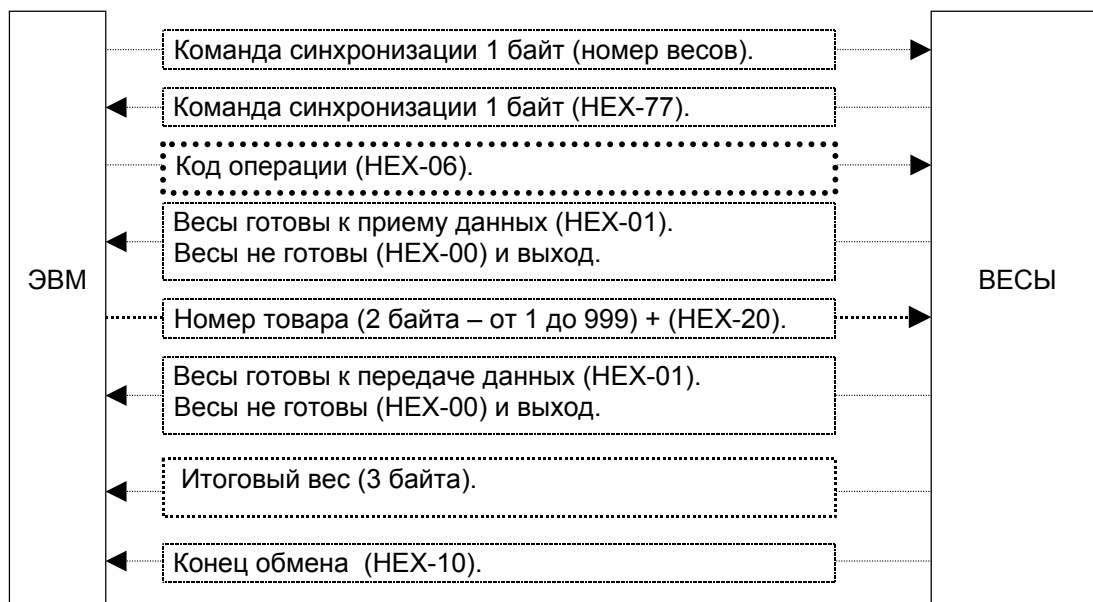 Команда синхронизации 1 байт (номер весов).
Команда синхронизации 1 байт (HEX-77).
Код операции (HEX-06).
Весы готовы к приему данных (HEX-01).
Весы не готовы (HEX-00) и выход.
ЭВМ
ВЕСЫ
Номер товара (2 байта – от 1 до 999) + (HEX-20).
Весы готовы к передаче данных (HEX-01).
Весы не готовы (HEX-00) и выход.
Итоговый вес (3 байта).
Конец обмена (HEX-10).